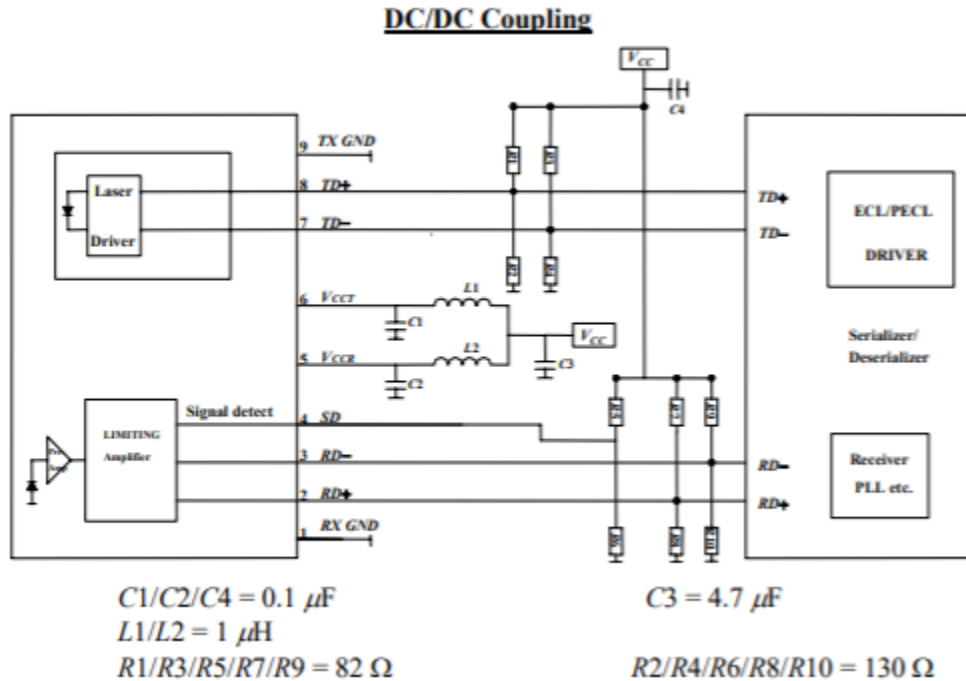 DC/DC Coupling
VCC
C4
9 TX GND
8 TD+
7 TD−
Laser
Driver
TD+
TD−
ECL/PECL
DRIVER
6 VCCT
L1
C1
VCC
5 VCCR
L2
C2
C3
Serializer/
Deserializer
Signal detect
4 SD
LIMITING
Amplifier
3 RD−
2 RD+
1 RX GND
RD−
RD+
Receiver
PLL etc.
R10
C1/C2/C4 = 0.1 μF
C3 = 4.7 μF
L1/L2 = 1 μH
R1/R3/R5/R7/R9 = 82 Ω
R2/R4/R6/R8/R10 = 130 Ω